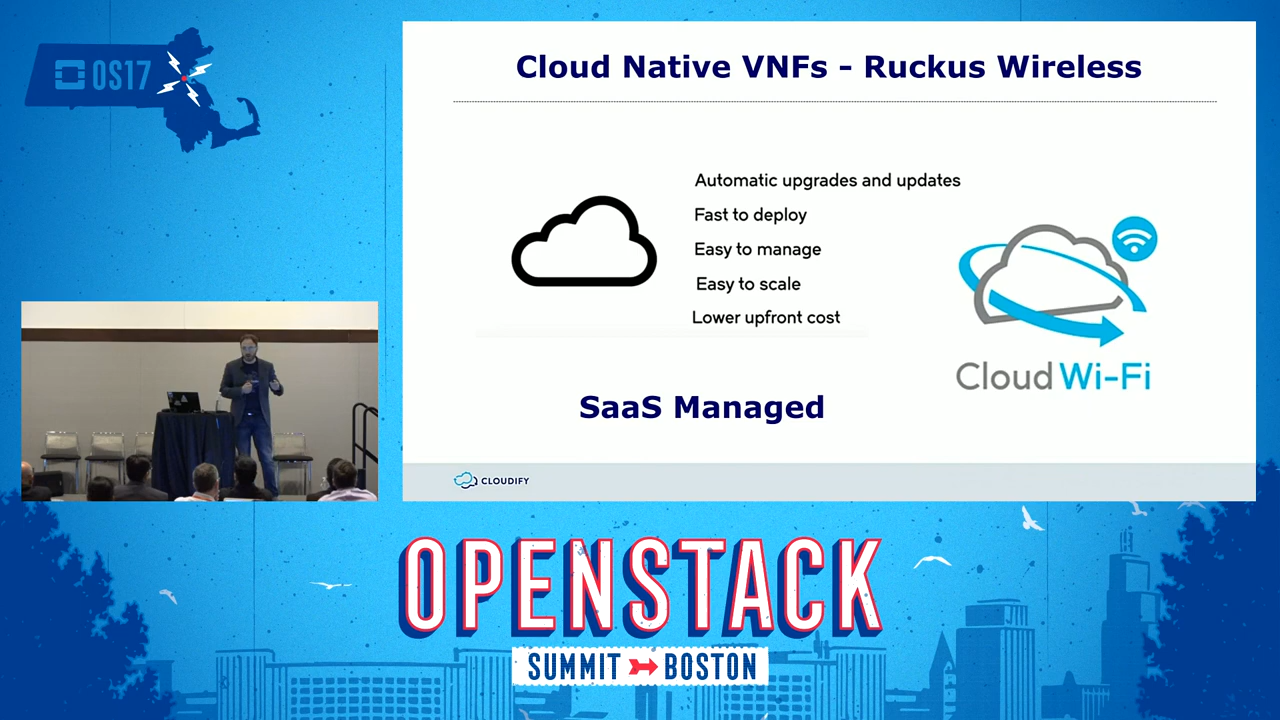 OS17
Cloud Native VNFs - Ruckus Wireless
Automatic upgrades and updates
Fast to deploy
Easy to manage
Easy to scale
Lower upfront cost
Cloud Wi-Fi
SaaS Managed
CLOUDIFY
OPENSTACK
SUMMIT BOSTON